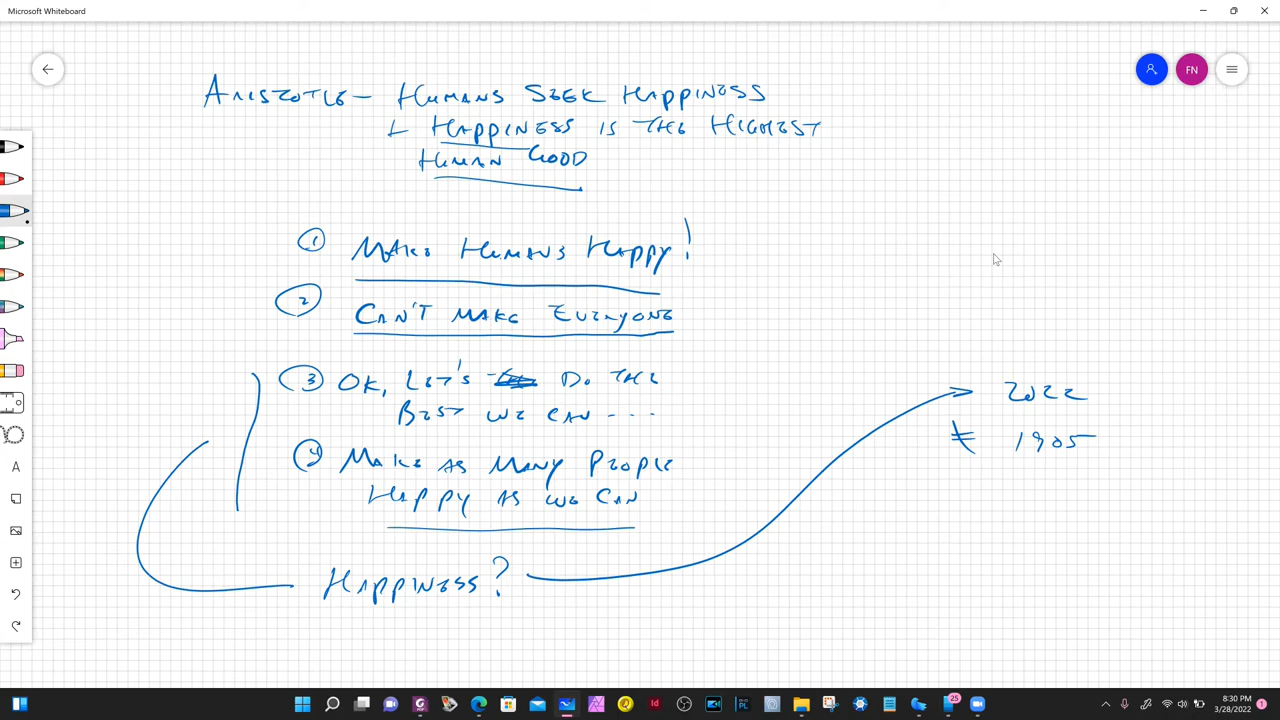 Microsoft Whiteboard
FN
ARISTOTLE - HUMANS SEEK HAPPINESS
HAPPINESS IS THE HIGHEST
HUMAN GOOD
1 MAKE HUMANS HAPPY!
2 CAN'T MAKE EVERYONE
3 OK, LET'S DO THE
BEST WE CAN ....
4 MAKE AS MANY PEOPLE
HAPPY AS WE CAN
HAPPINESS?
2022
≠ 1905
A
25
8:30 PM
3/28/2022
1